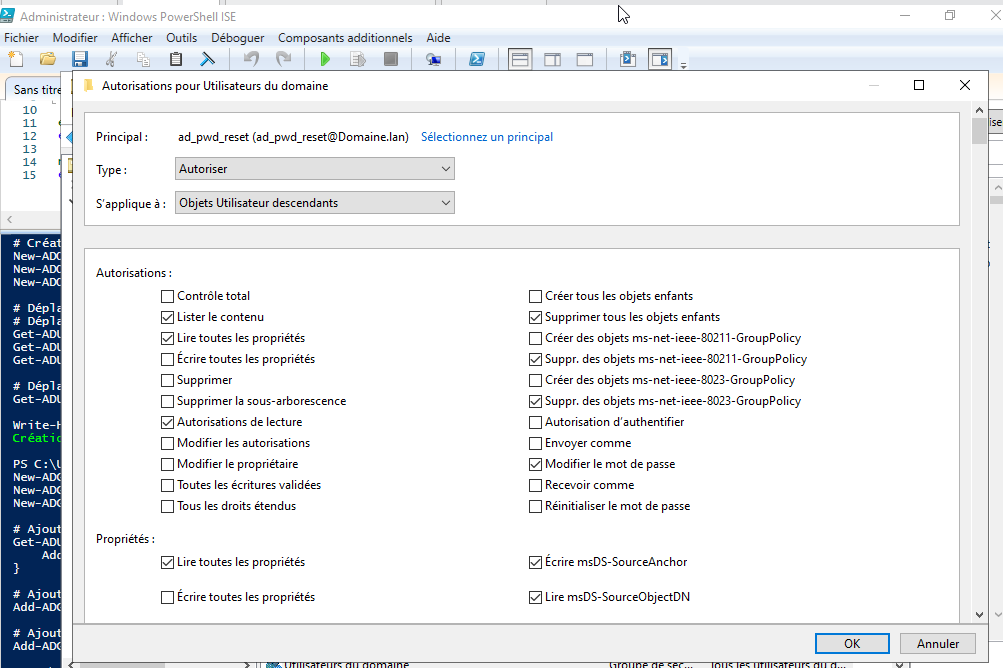 Administrateur : Windows PowerShell ISE
Fichier Modifier Afficher Outils Déboguer Composants additionnels Aide
Sans titre
Autorisations pour Utilisateurs du domaine
10
11
12
13
14
15
Principal : ad_pwd_reset (ad_pwd_reset@Domaine.lan) Sélectionnez un principal
Type : Autoriser
S'applique à : Objets Utilisateur descendants
Autorisations :
Contrôle total
Lister le contenu
Lire toutes les propriétés
Écrire toutes les propriétés
Supprimer
Supprimer la sous-arborescence
Autorisations de lecture
Modifier les autorisations
Modifier le propriétaire
Toutes les écritures validées
Tous les droits étendus
Créer tous les objets enfants
Supprimer tous les objets enfants
Créer des objets ms-net-ieee-80211-GroupPolicy
Suppr. des objets ms-net-ieee-80211-GroupPolicy
Créer des objets ms-net-ieee-8023-GroupPolicy
Suppr. des objets ms-net-ieee-8023-GroupPolicy
Autorisation d'authentifier
Envoyer comme
Modifier le mot de passe
Recevoir comme
Réinitialiser le mot de passe
Propriétés :
Lire toutes les propriétés
Écrire toutes les propriétés
Écrire msDS-SourceAnchor
Lire msDS-SourceObjectDN
OK Annuler
# Créat
New-ADG
New-ADG
New-ADG
# Dépla
# Dépla
Get-ADU
Get-ADU
Get-ADU
# Dépla
Get-ADU
Write-H
Créatio
PS C:\U
New-ADG
New-ADG
New-ADG
# Ajout
Get-ADU
Add
}
# Ajout
Add-ADG
# Ajout
Add-ADG
Utilisateurs du domaine Groupe de séc... Tous les utilisateurs du d...